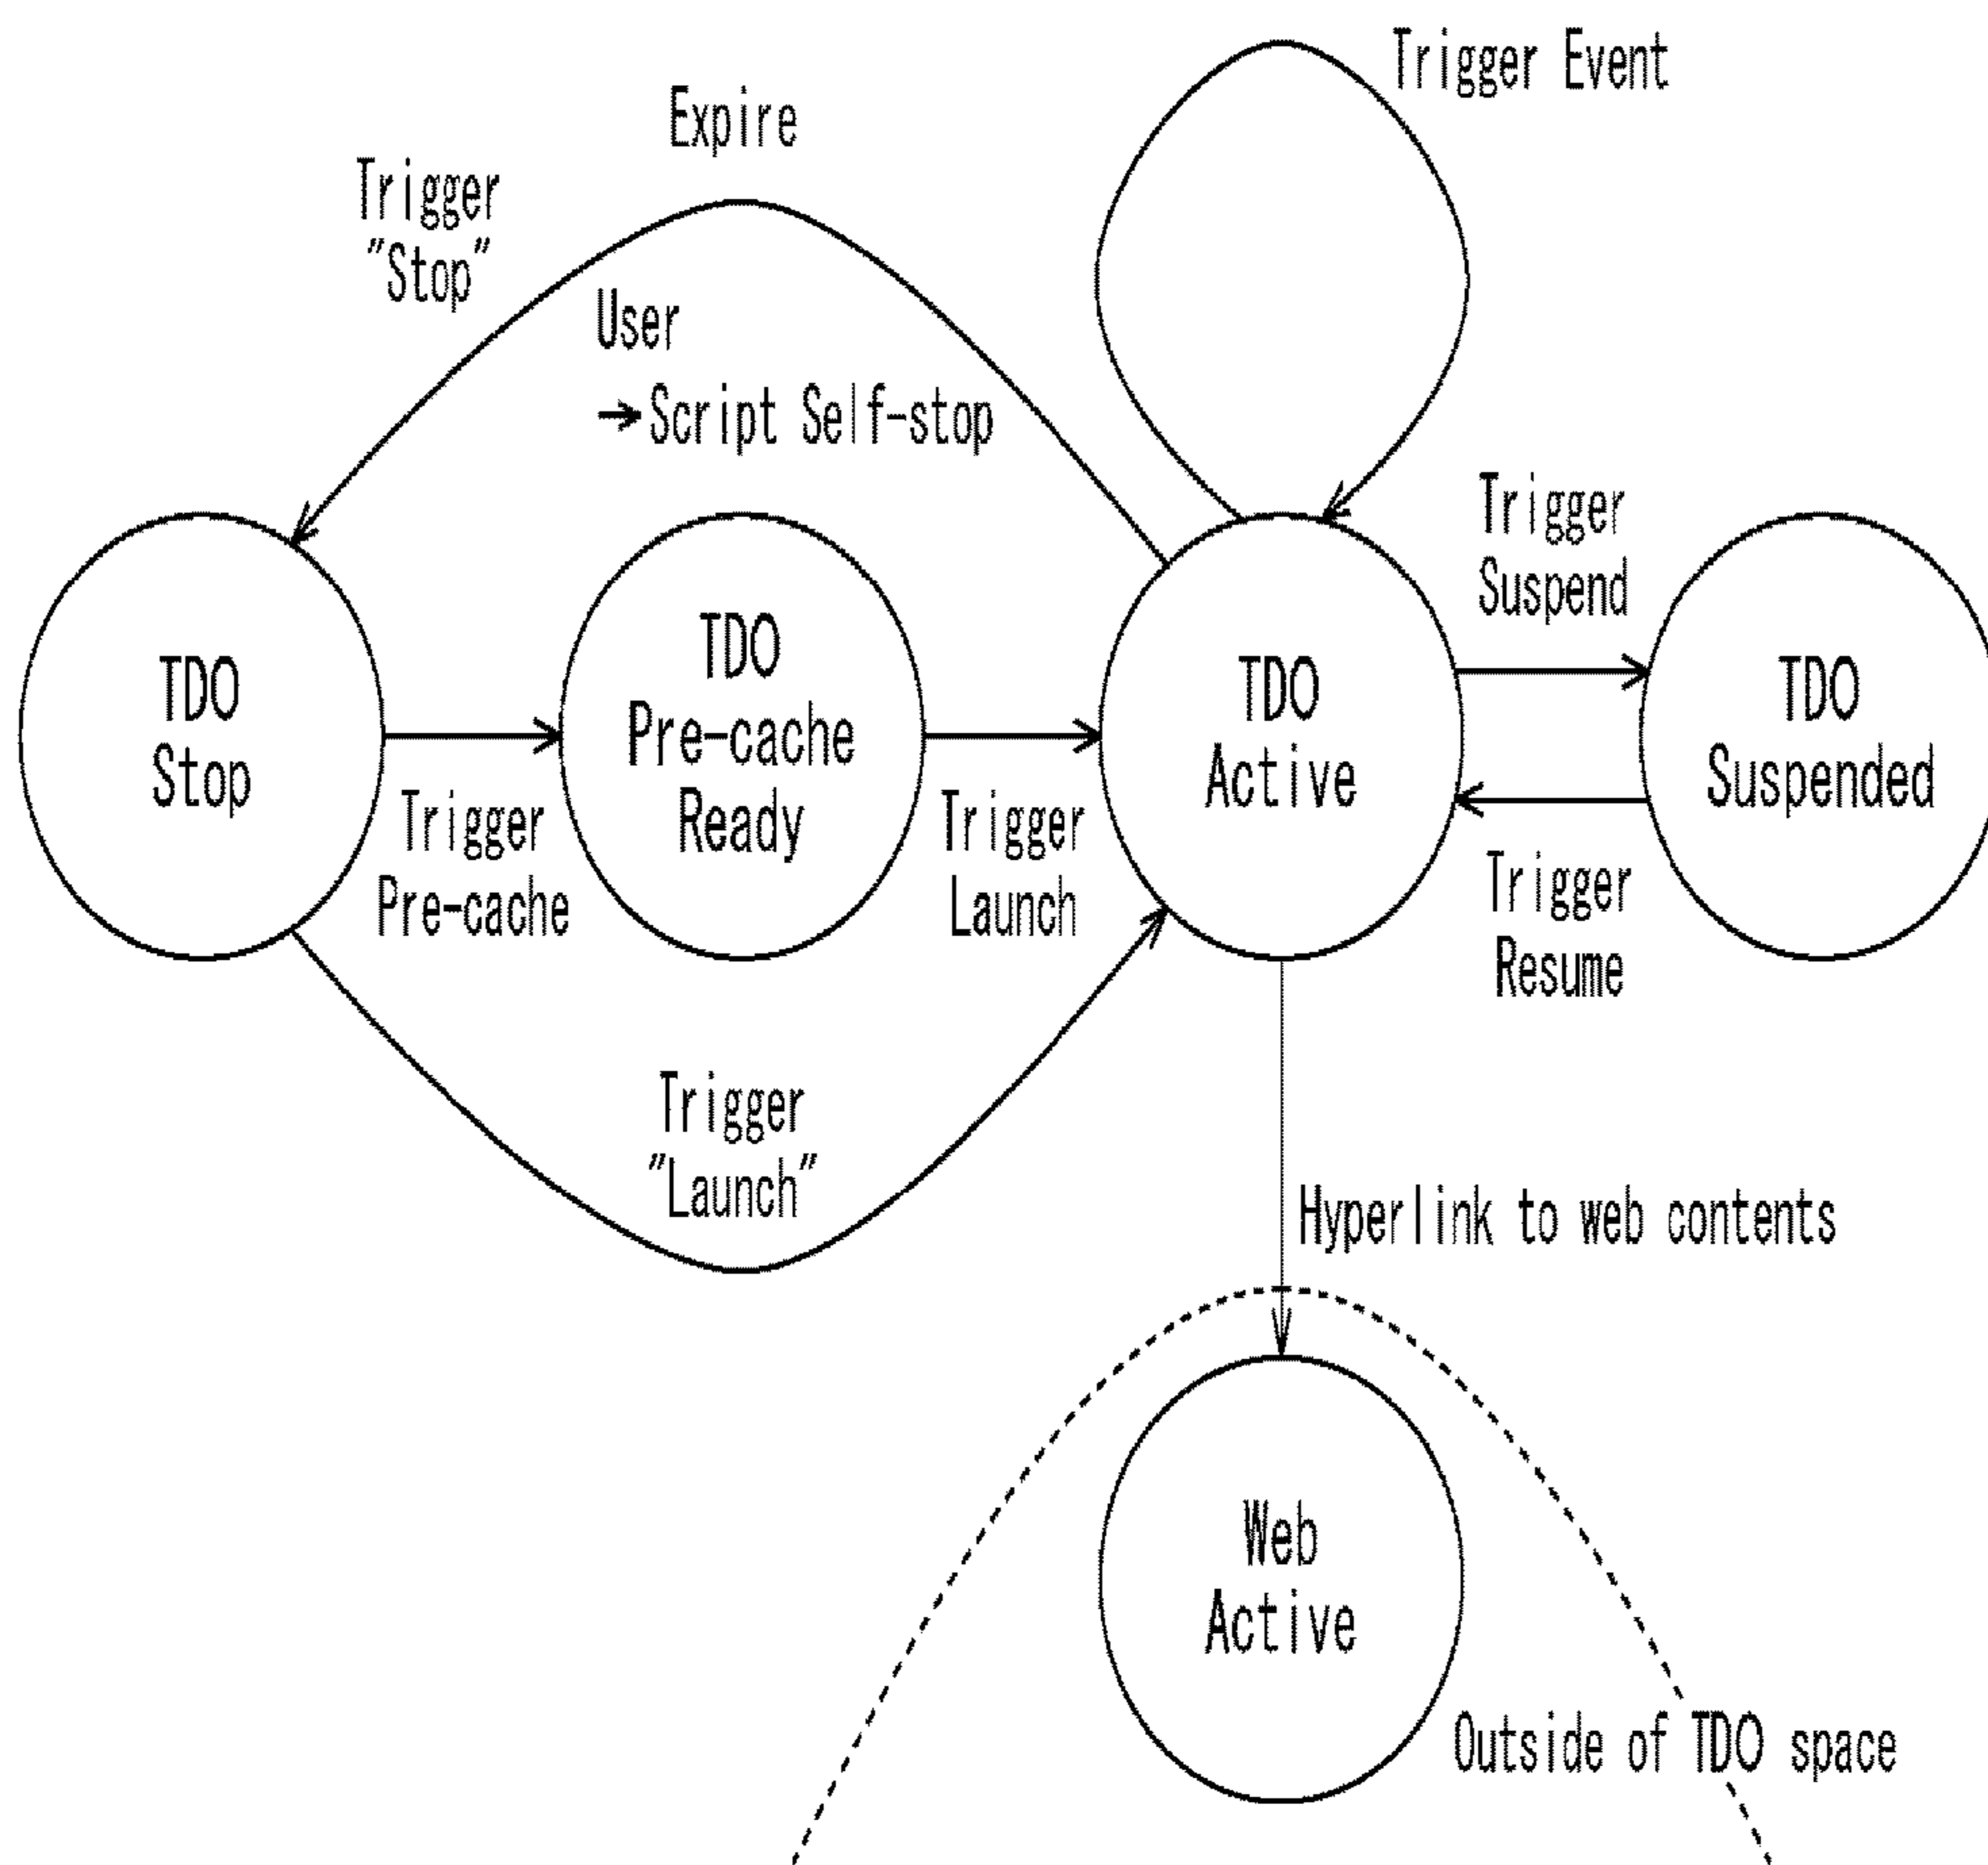 Trigger Event
Expire
Trigger
"Stop"
User
→Script Self-stop
Trigger
Suspend
TDO
Stop
TDO
Pre-cache
Ready
TDO
Active
TDO
Suspended
Trigger
Pre-cache
Trigger
Launch
Trigger
Resume
Trigger
"Launch"
Hyperlink to web contents
Web
Active
Outside of TDO space